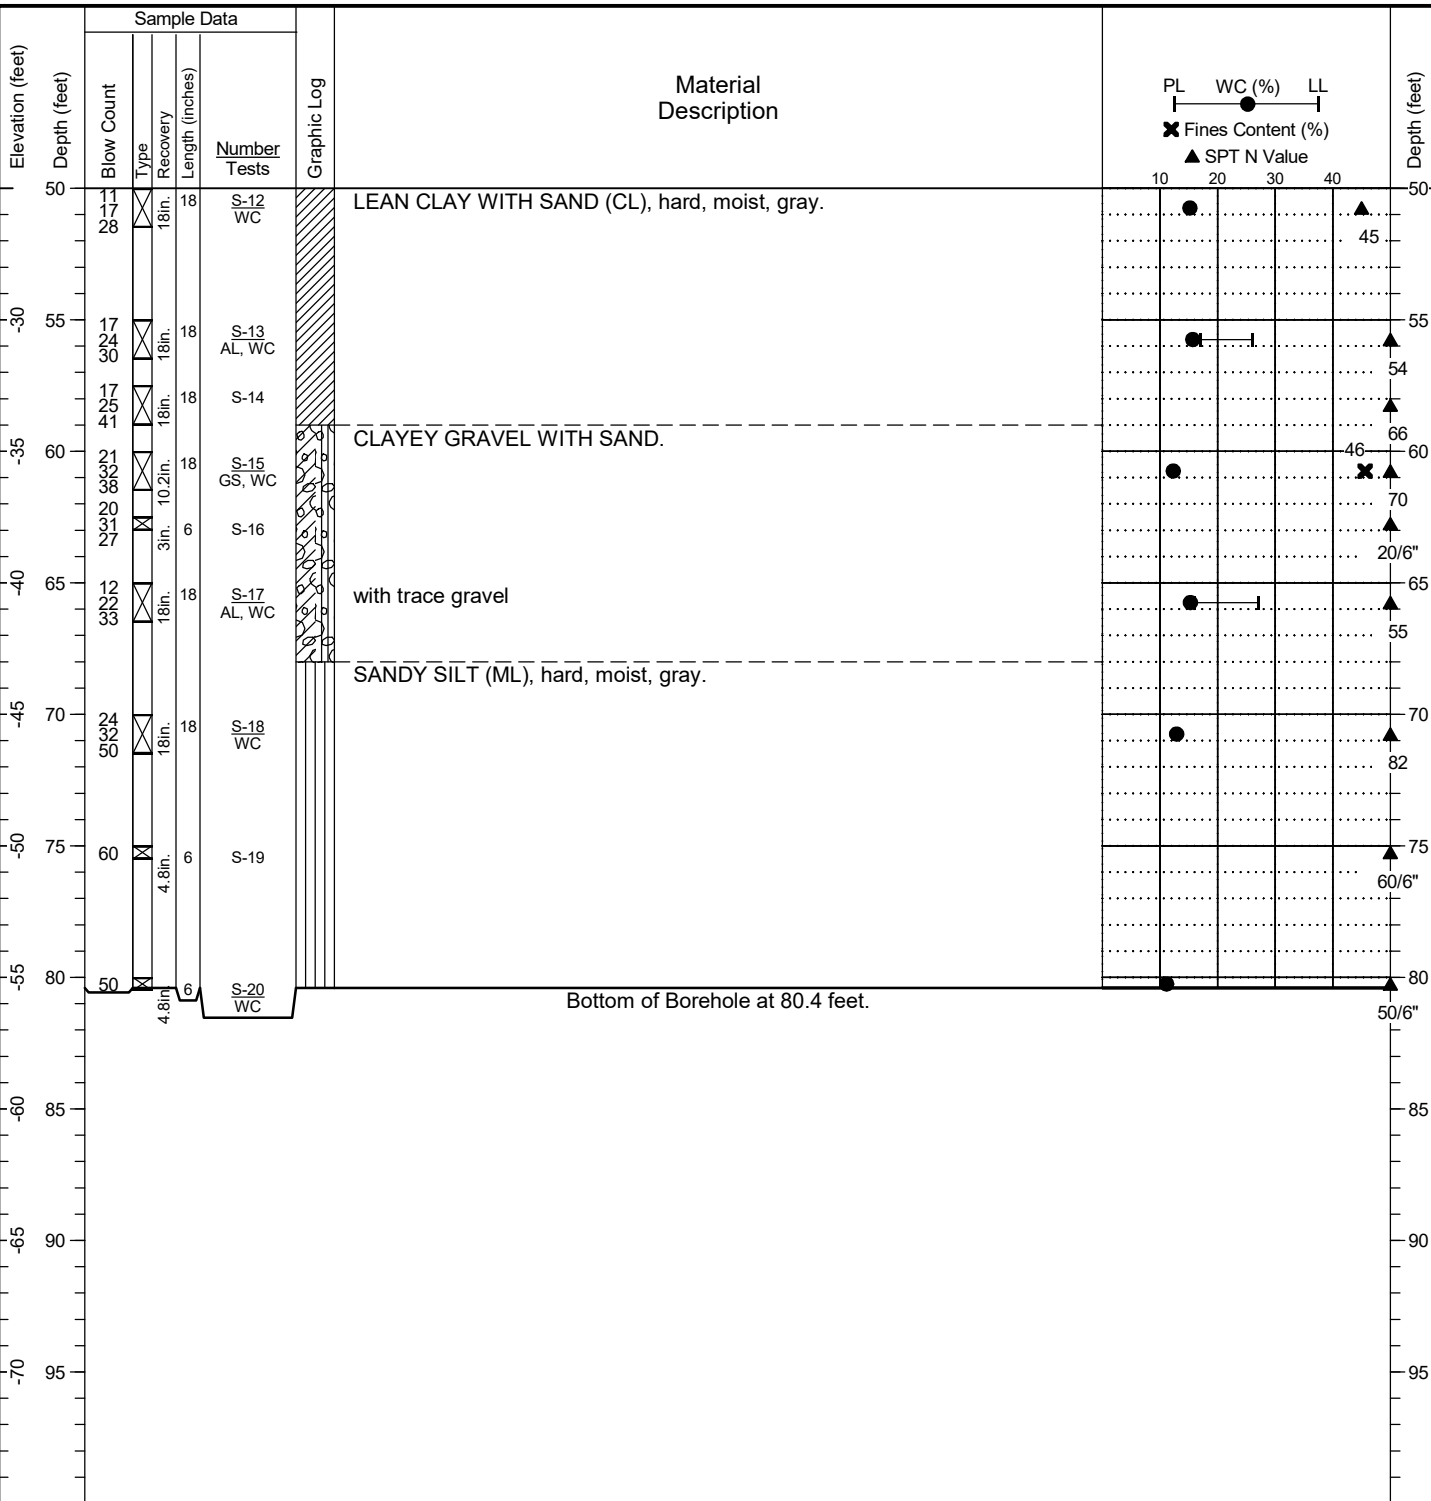 Sample Data
Elevation (feet)
Depth (feet)
Blow Count
Type
Recovery
Length (inches)
Number
Tests
Graphic Log
Material
Description
PL WC (%) LL
Fines Content (%)
SPT N Value
10 20 30 40
Depth (feet)
50 11 18in. 18 S-12 LEAN CLAY WITH SAND (CL), hard, moist, gray. 50
17 WC
28 45
-30 55 17 18in. 18 S-13 55
24 AL, WC
30 54
17 18in. 18 S-14
25
41 66
CLAYEY GRAVEL WITH SAND.
-35 60 21 10.2in. 18 S-15 46 60
32 GS, WC
38 70
20
31 3in. 6 S-16
27 20/6"
-40 65 12 18in. 18 S-17 with trace gravel 65
22 AL, WC
33 55
SANDY SILT (ML), hard, moist, gray.
-45 70 24 18in. 18 S-18 70
32 WC
50 82
-50 75 60 4.8in. 6 S-19 75
60/6"
-55 80 50 4.8in. 6 S-20 80
WC
Bottom of Borehole at 80.4 feet.
50/6"
-60 85 85
-65 90 90
-70 95 95